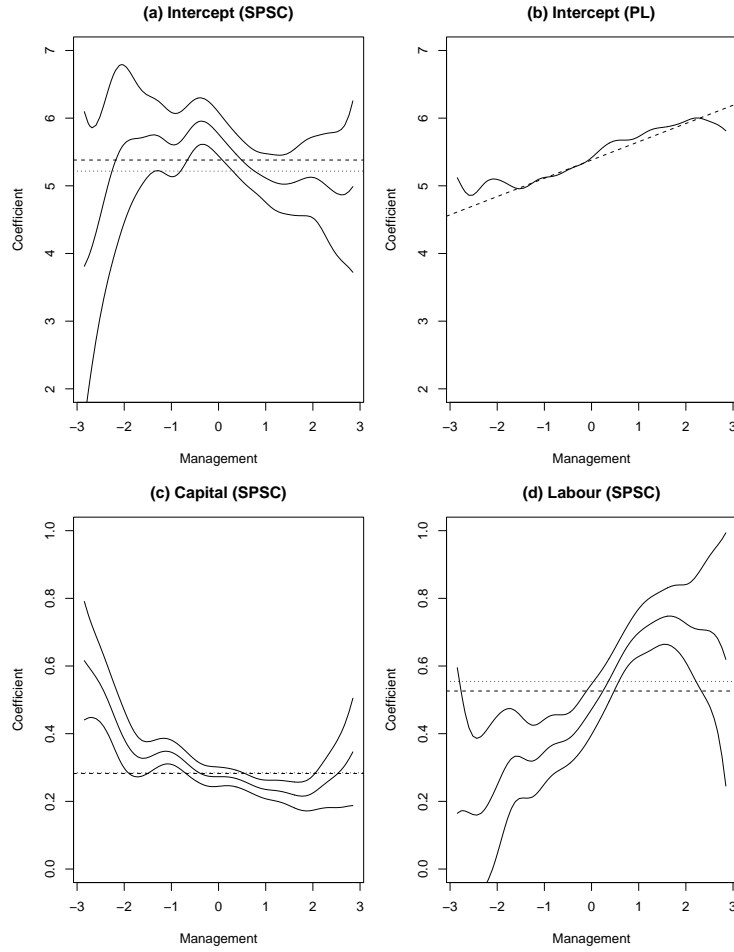 (a) Intercept (SPSC)
Coefficient
2 3 4 5 6 7
−3 −2 −1 0 1 2 3
Management
(b) Intercept (PL)
Coefficient
2 3 4 5 6 7
−3 −2 −1 0 1 2 3
Management
(c) Capital (SPSC)
Coefficient
0.0 0.2 0.4 0.6 0.8 1.0
−3 −2 −1 0 1 2 3
Management
(d) Labour (SPSC)
Coefficient
0.0 0.2 0.4 0.6 0.8 1.0
−3 −2 −1 0 1 2 3
Management